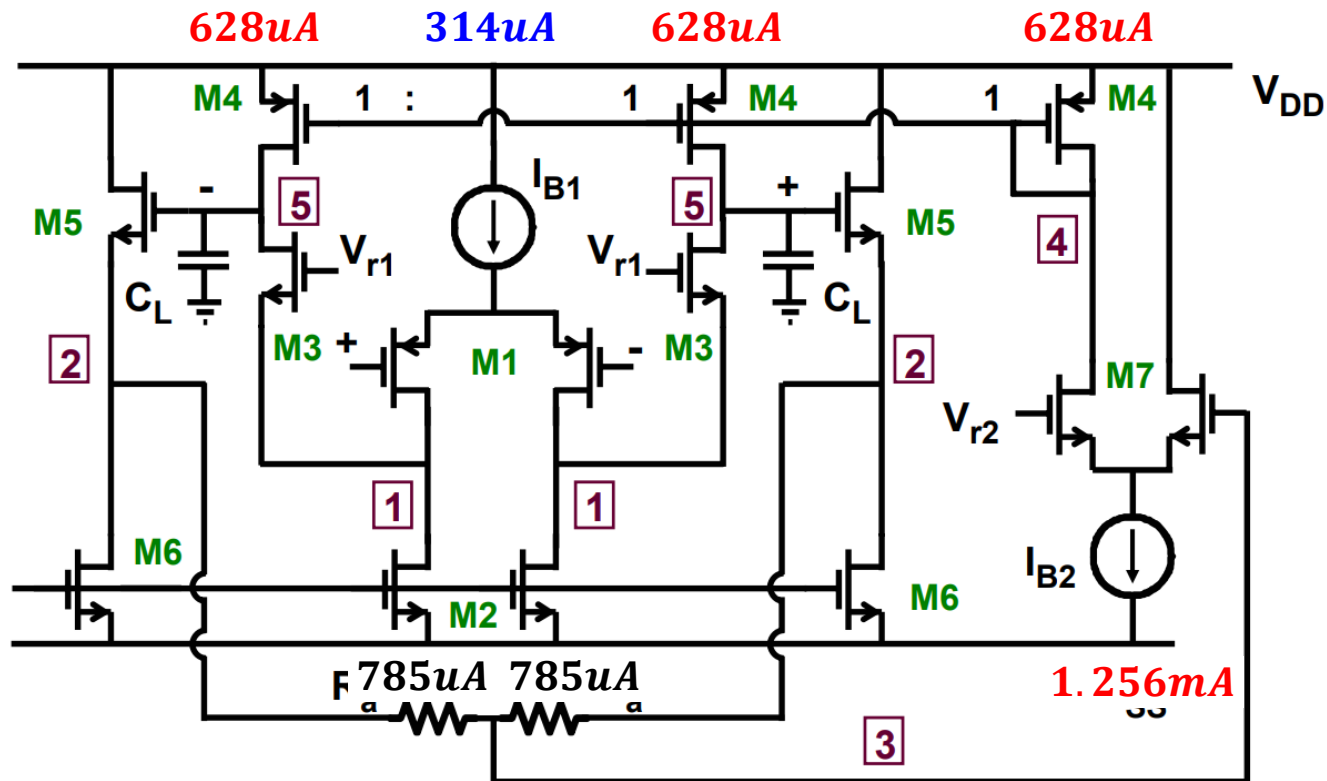 628uA 314uA 628uA 628uA
M4 1 : 1 M4 1 M4 V_DD
I_B1
- 5 5 +
M5 V_r1 V_r1 M5 4
C_L C_L
M3 + M1 - M3
2 2 M7
V_r2
1 1
M6 I_B2
M2 M6
785uA 785uA 1.256mA
a a
3